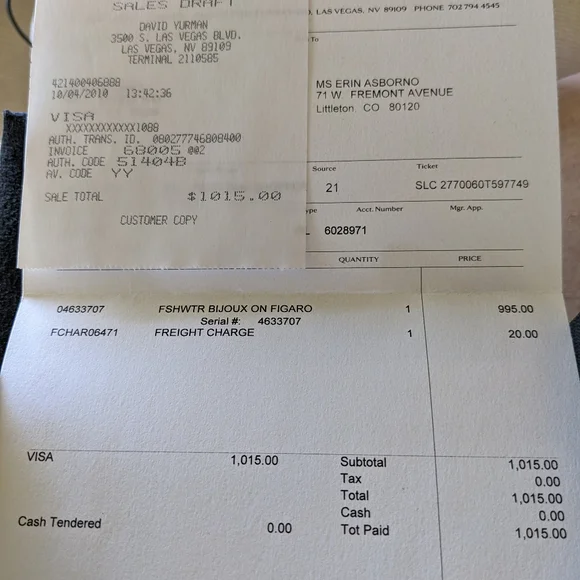 SALES DRAFT
DAVID YURMAN
3500 S. LAS VEGAS BLVD.
LAS VEGAS, NV 89109
TERMINAL 2110585
421400406888
10/04/2010 13:42:36
VISA
XXXXXXXXXXXX1088
AUTH. TRANS. ID. 080277746808400
INVOICE 68005 002
AUTH. CODE 51404B
AV. CODE YY
SALE TOTAL $1015.00
CUSTOMER COPY
LAS VEGAS, NV 89109 PHONE 702 794 4545
To
MS ERIN ASBORNO
71 W. FREMONT AVENUE
Littleton, CO 80120
Source Ticket
21 SLC 2770060T597749
ype Acct. Number Mgr. App.
L 6028971
QUANTITY PRICE
04633707 FSHWTR BIJOUX ON FIGARO 1 995.00
Serial #: 4633707
FCHAR06471 FREIGHT CHARGE 1 20.00
VISA 1,015.00 Subtotal 1,015.00
Tax 0.00
Total 1,015.00
Cash 0.00
Cash Tendered 0.00 Tot Paid 1,015.00